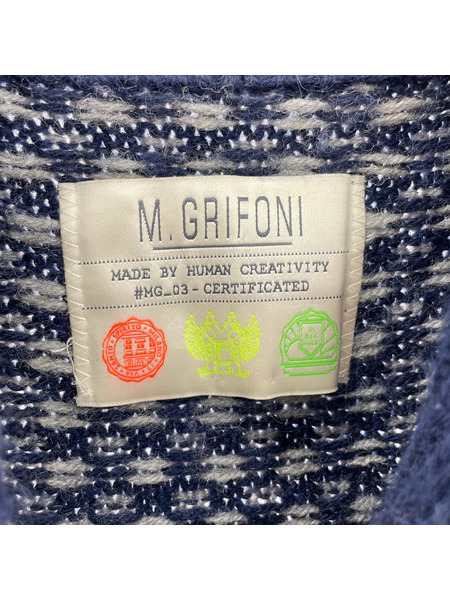 M. GRIFONI
MADE BY HUMAN CREATIVITY
#MG_03 - CERTIFICATED